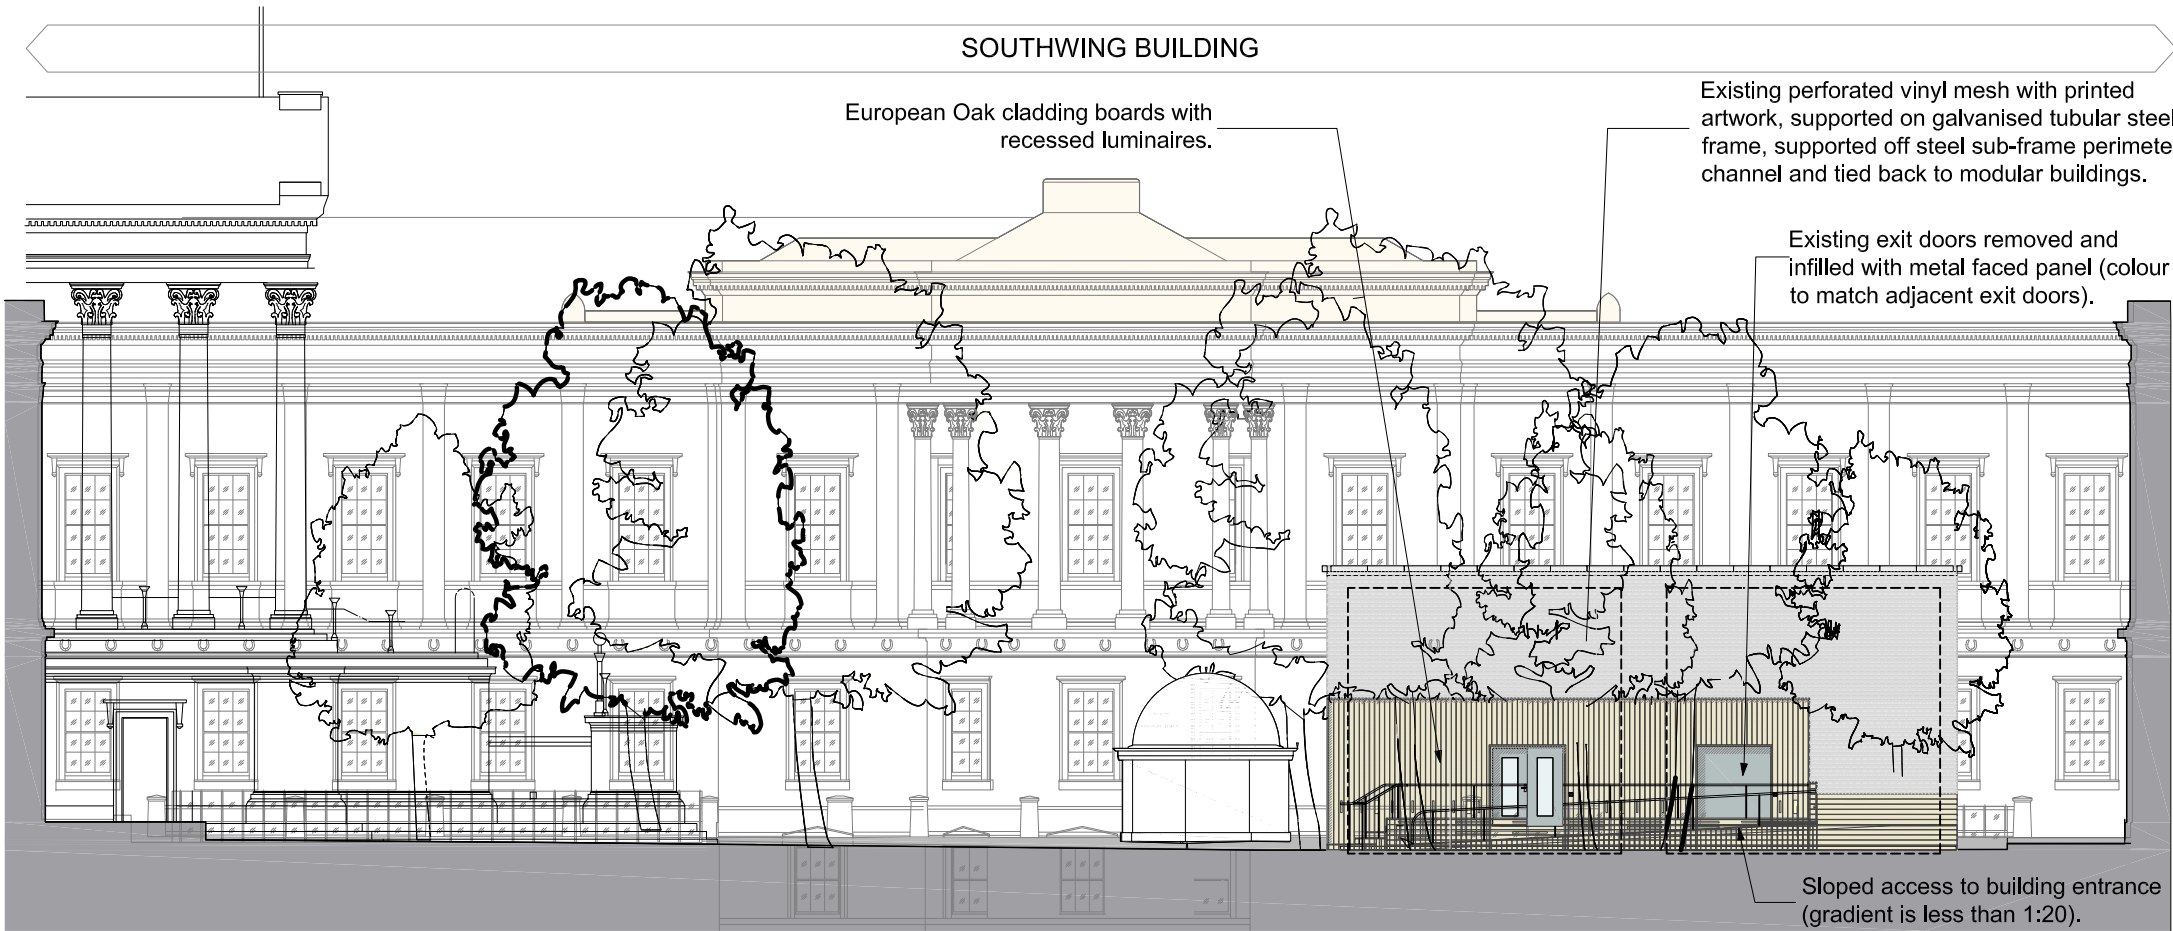 SOUTHWING BUILDING
European Oak cladding boards with
recessed luminaires.
Existing perforated vinyl mesh with printed
artwork, supported on galvanised tubular steel
frame, supported off steel sub-frame perimete
channel and tied back to modular buildings.
Existing exit doors removed and
infilled with metal faced panel (colour
to match adjacent exit doors).
Sloped access to building entrance
(gradient is less than 1:20).